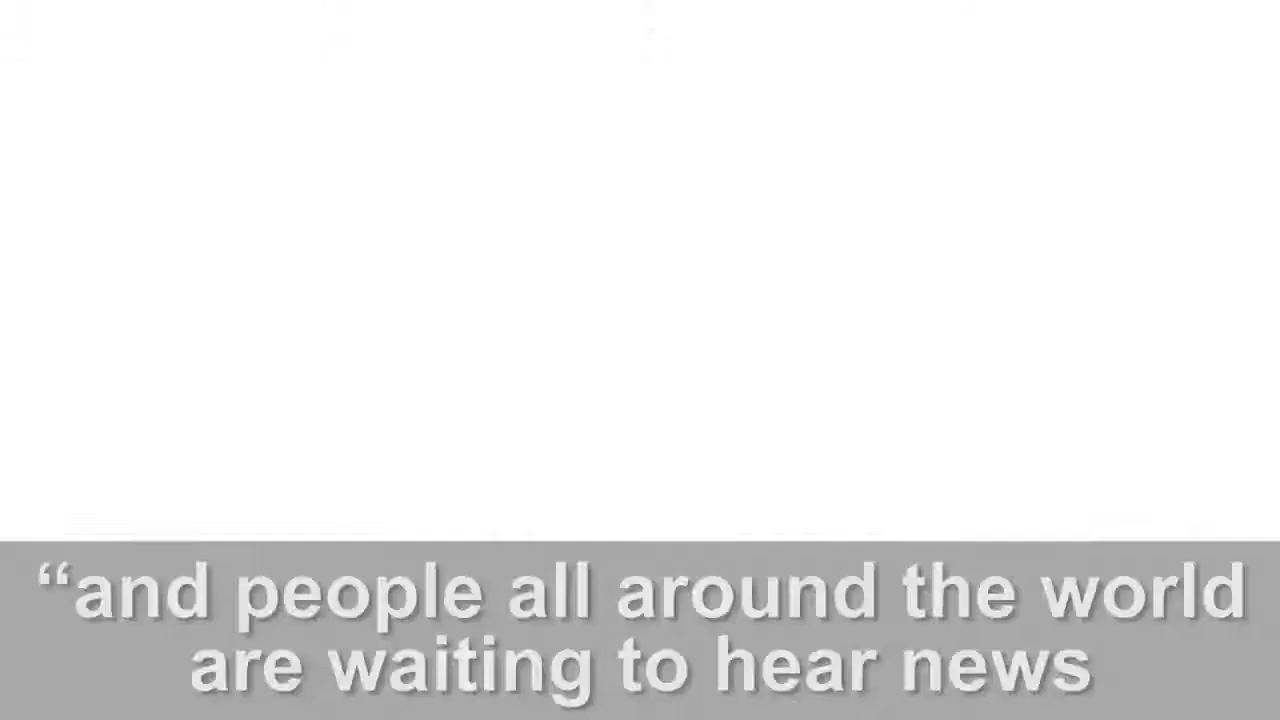 “and people all around the world
are waiting to hear news